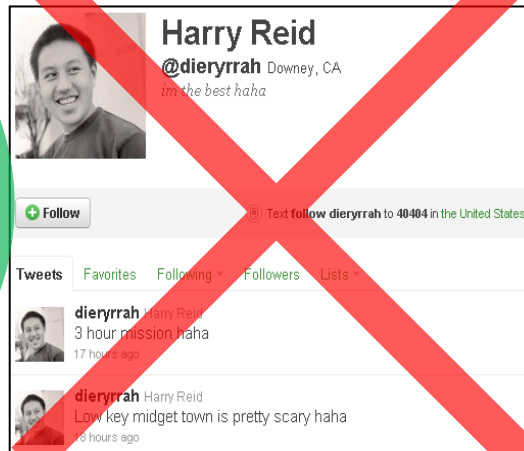 Harry Reid
@dieryrrah Downey, CA
im the best haha
Follow
Text follow dieryrrah to 40404 in the United States
Tweets Favorites Following Followers Lists
dieryrrah Harry Reid
3 hour mission haha
17 hours ago
dieryrrah Harry Reid
Low key midget town is pretty scary haha
18 hours ago